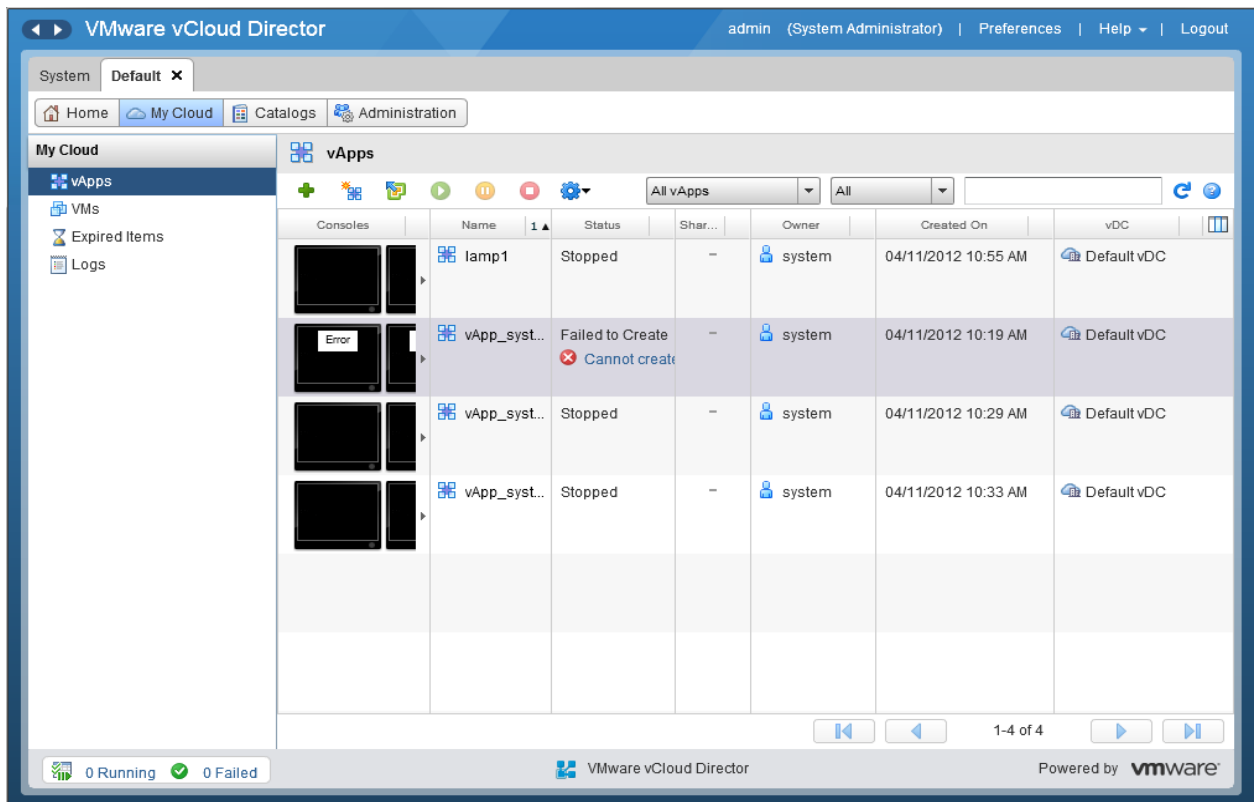 VMware vCloud Director
admin (System Administrator) | Preferences | Help | Logout
System Default
Home My Cloud Catalogs Administration
My Cloud
vApps
VMs
Expired Items
Logs
vApps
All vApps All
Consoles Name 1 Status Shar... Owner Created On vDC
lamp1 Stopped - system 04/11/2012 10:55 AM Default vDC
Error vApp_syst... Failed to Create - system 04/11/2012 10:19 AM Default vDC
Cannot create
vApp_syst... Stopped - system 04/11/2012 10:29 AM Default vDC
vApp_syst... Stopped - system 04/11/2012 10:33 AM Default vDC
1-4 of 4
0 Running 0 Failed
VMware vCloud Director
Powered by vmware